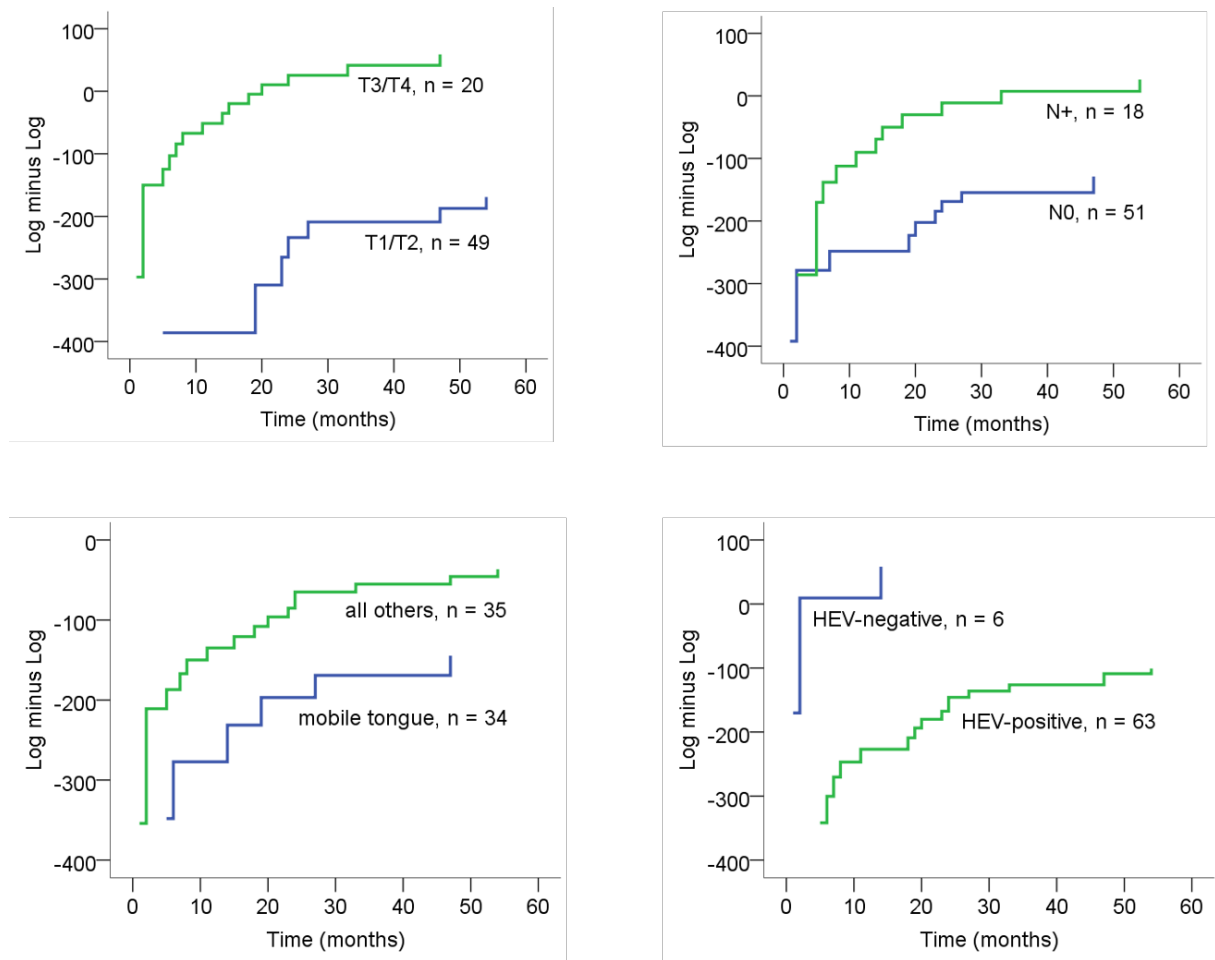 100
0
-100
-200
-300
-400
Log minus Log
T3/T4, n = 20
T1/T2, n = 49
0 10 20 30 40 50 60
Time (months)
100
0
-100
-200
-300
-400
Log minus Log
N+, n = 18
N0, n = 51
0 10 20 30 40 50 60
Time (months)
0
-100
-200
-300
-400
Log minus Log
all others, n = 35
mobile tongue, n = 34
0 10 20 30 40 50 60
Time (months)
100
0
-100
-200
-300
-400
Log minus Log
HEV-negative, n = 6
HEV-positive, n = 63
0 10 20 30 40 50 60
Time (months)